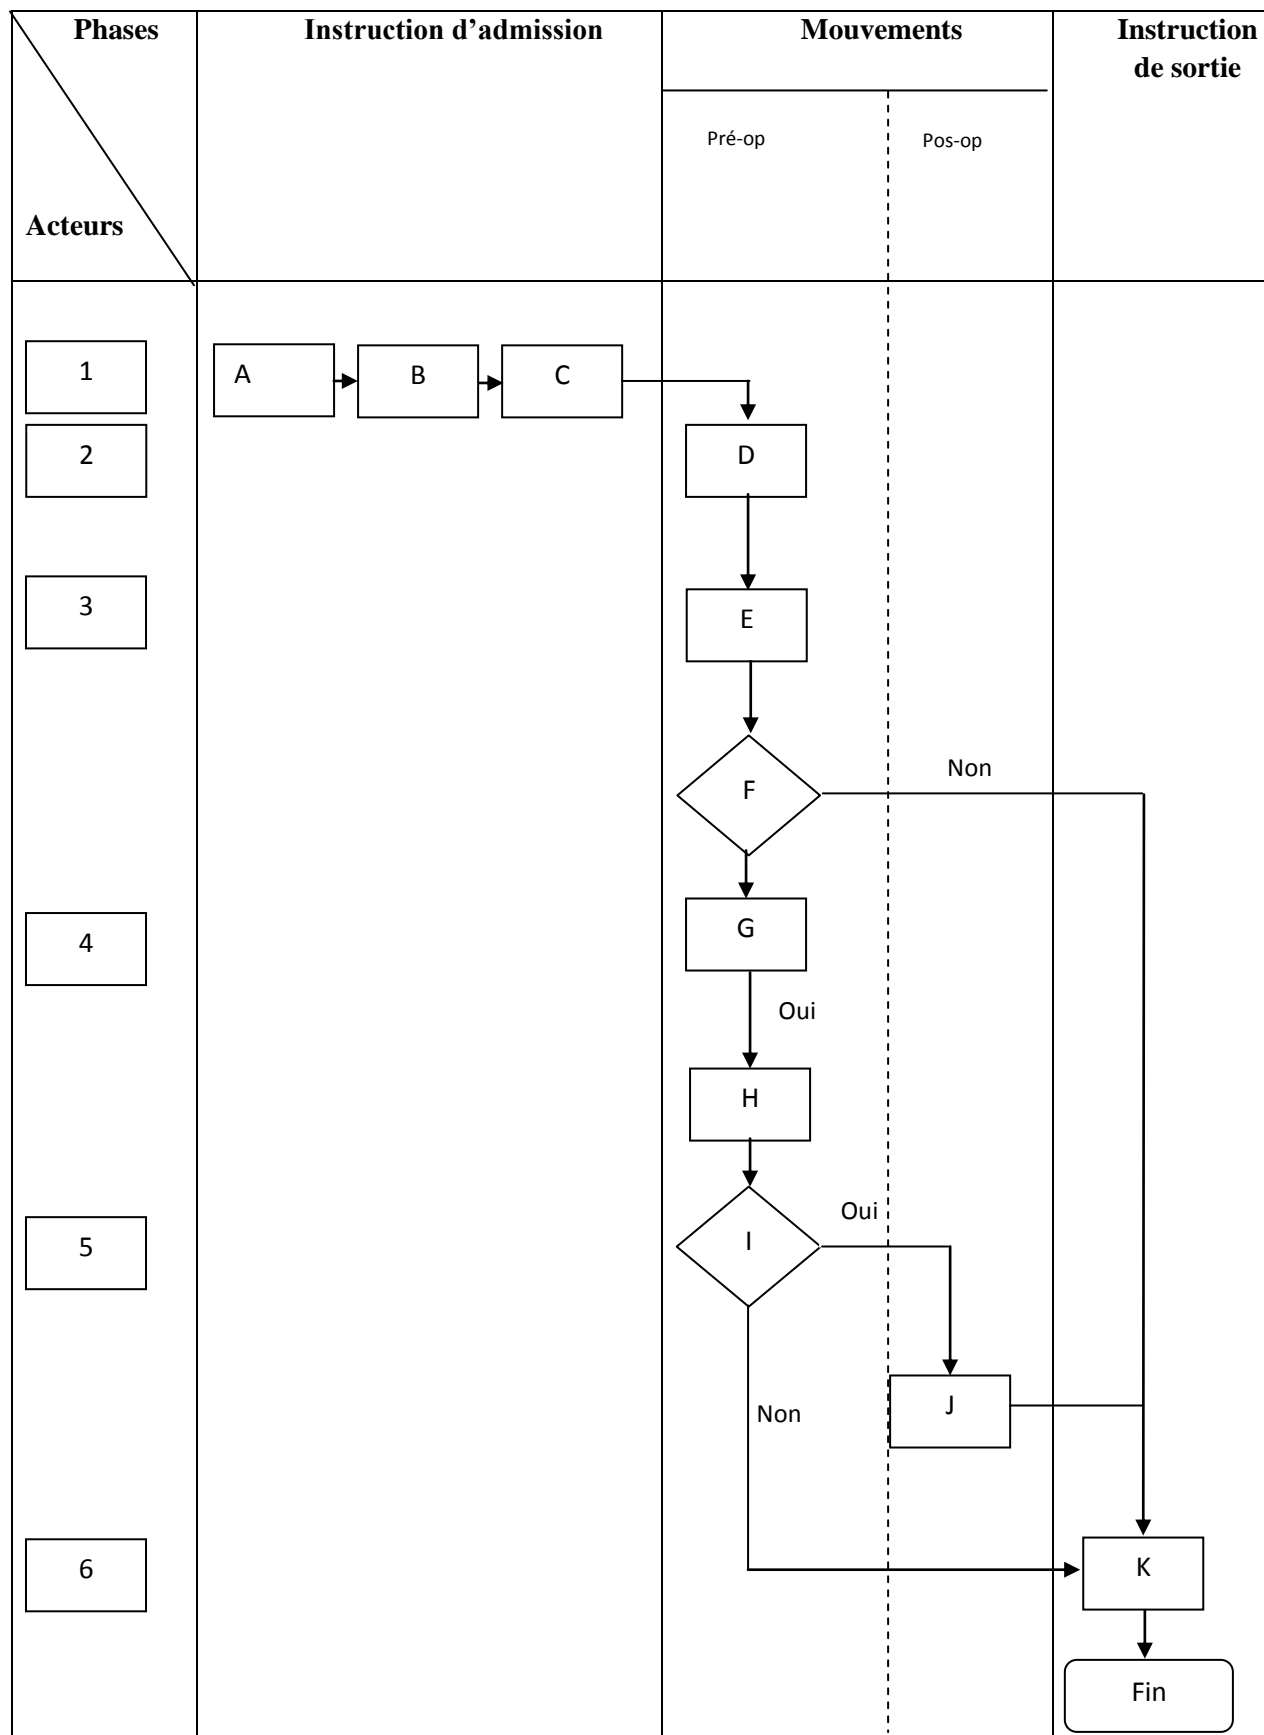 Phases
Instruction d’admission
Mouvements
Instruction
de sortie
Pré-op
Pos-op
Acteurs
1
A
B
C
2
D
3
E
F
Non
4
G
Oui
H
5
I
Oui
J
Non
6
K
Fin